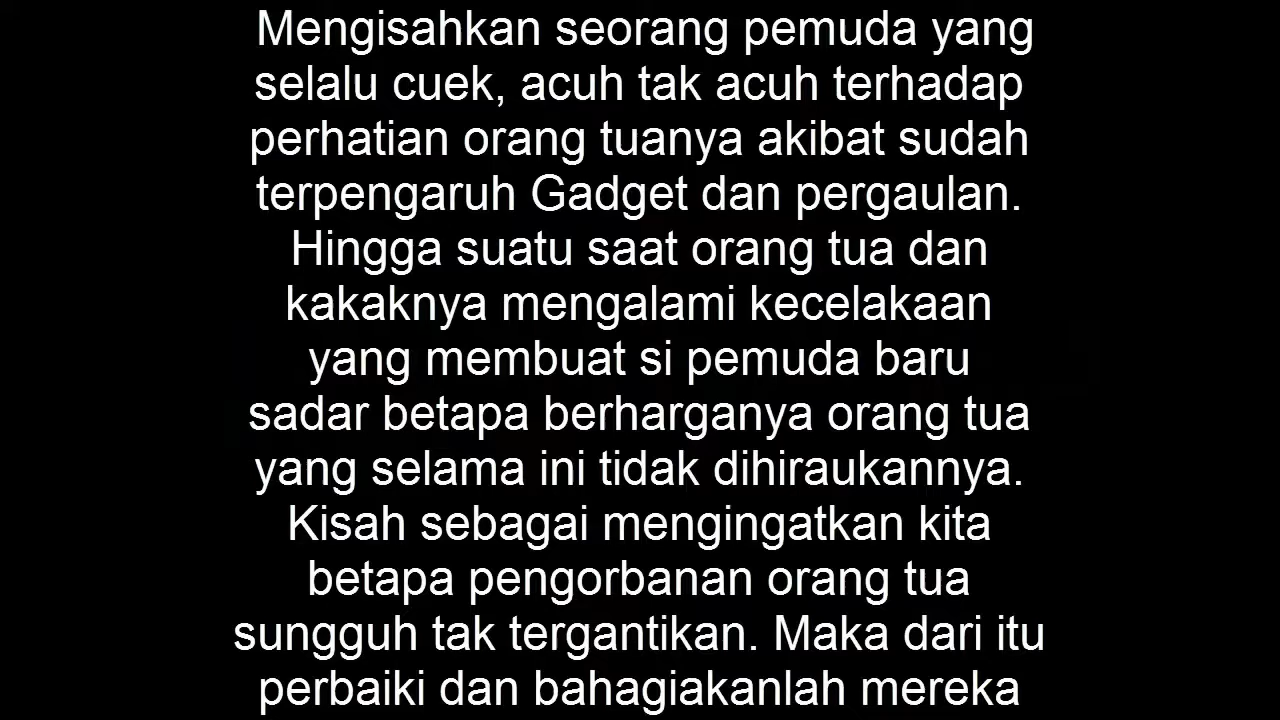 Mengisahkan seorang pemuda yang
selalu cuek, acuh tak acuh terhadap
perhatian orang tuanya akibat sudah
terpengaruh Gadget dan pergaulan.
Hingga suatu saat orang tua dan
kakaknya mengalami kecelakaan
yang membuat si pemuda baru
sadar betapa berharganya orang tua
yang selama ini tidak dihiraukannya.
Kisah sebagai mengingatkan kita
betapa pengorbanan orang tua
sungguh tak tergantikan. Maka dari itu
perbaiki dan bahagiakanlah mereka